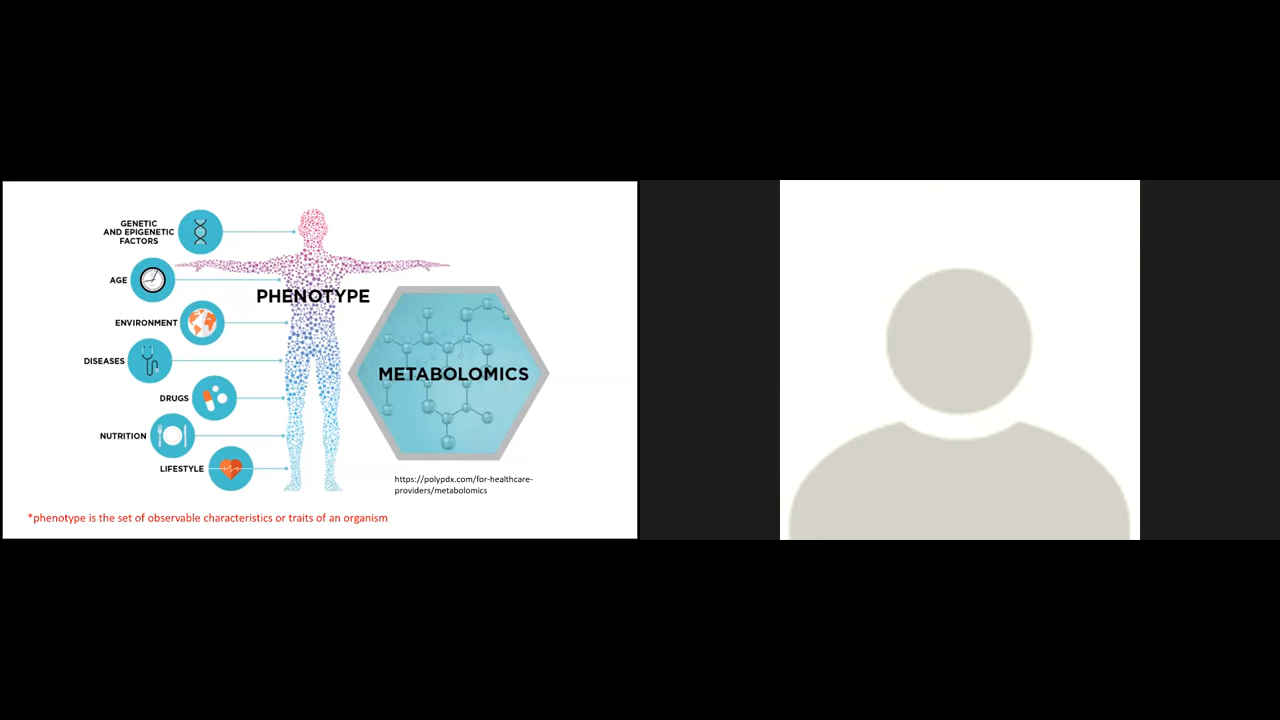 GENETIC
AND EPIGENETIC
FACTORS
AGE
PHENOTYPE
ENVIRONMENT
DISEASES
METABOLOMICS
DRUGS
NUTRITION
LIFESTYLE
https://polypdx.com/for-healthcare-
providers/metabolomics
*phenotype is the set of observable characteristics or traits of an organism